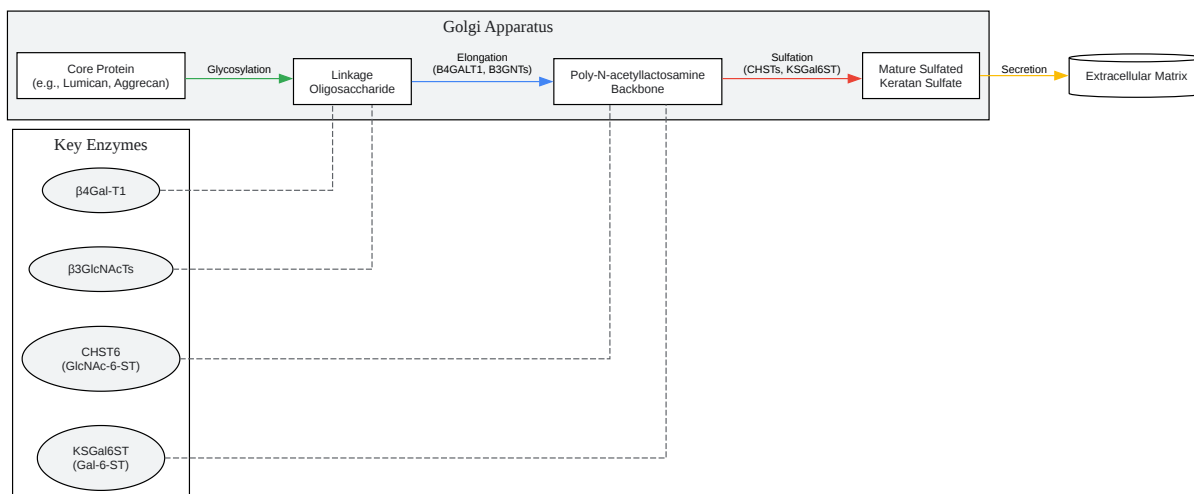 Golgi Apparatus
Core Protein
(e.g., Lumican, Aggrecan)
Glycosylation
Linkage
Oligosaccharide
Elongation
(B4GALT1, B3GNTs)
Poly-N-acetyllactosamine
Backbone
Sulfation
(CHSTs, KSGal6ST)
Mature Sulfated
Keratan Sulfate
Secretion
Extracellular Matrix
Key Enzymes
β4Gal-T1
β3GlcNAcTs
CHST6
(GlcNAc-6-ST)
KSGal6ST
(Gal-6-ST)